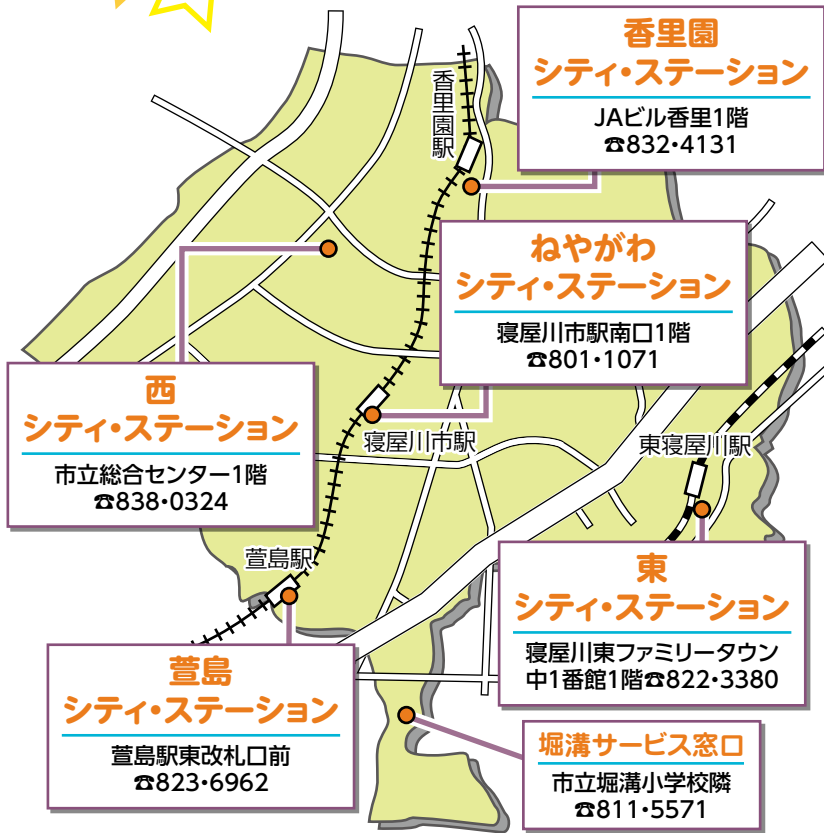 香里園
シティ・ステーション
JAビル香里1階
☎832・4131
香里園駅
ねやがわ
シティ・ステーション
寝屋川市駅南口1階
☎801・1071
西
シティ・ステーション
市立総合センター1階
☎838・0324
寝屋川市駅
東寝屋川駅
萱島駅
東
シティ・ステーション
寝屋川東ファミリータウン
中1番館1階☎822・3380
萱島
シティ・ステーション
萱島駅東改札口前
☎823・6962
堀溝サービス窓口
市立堀溝小学校隣
☎811・5571